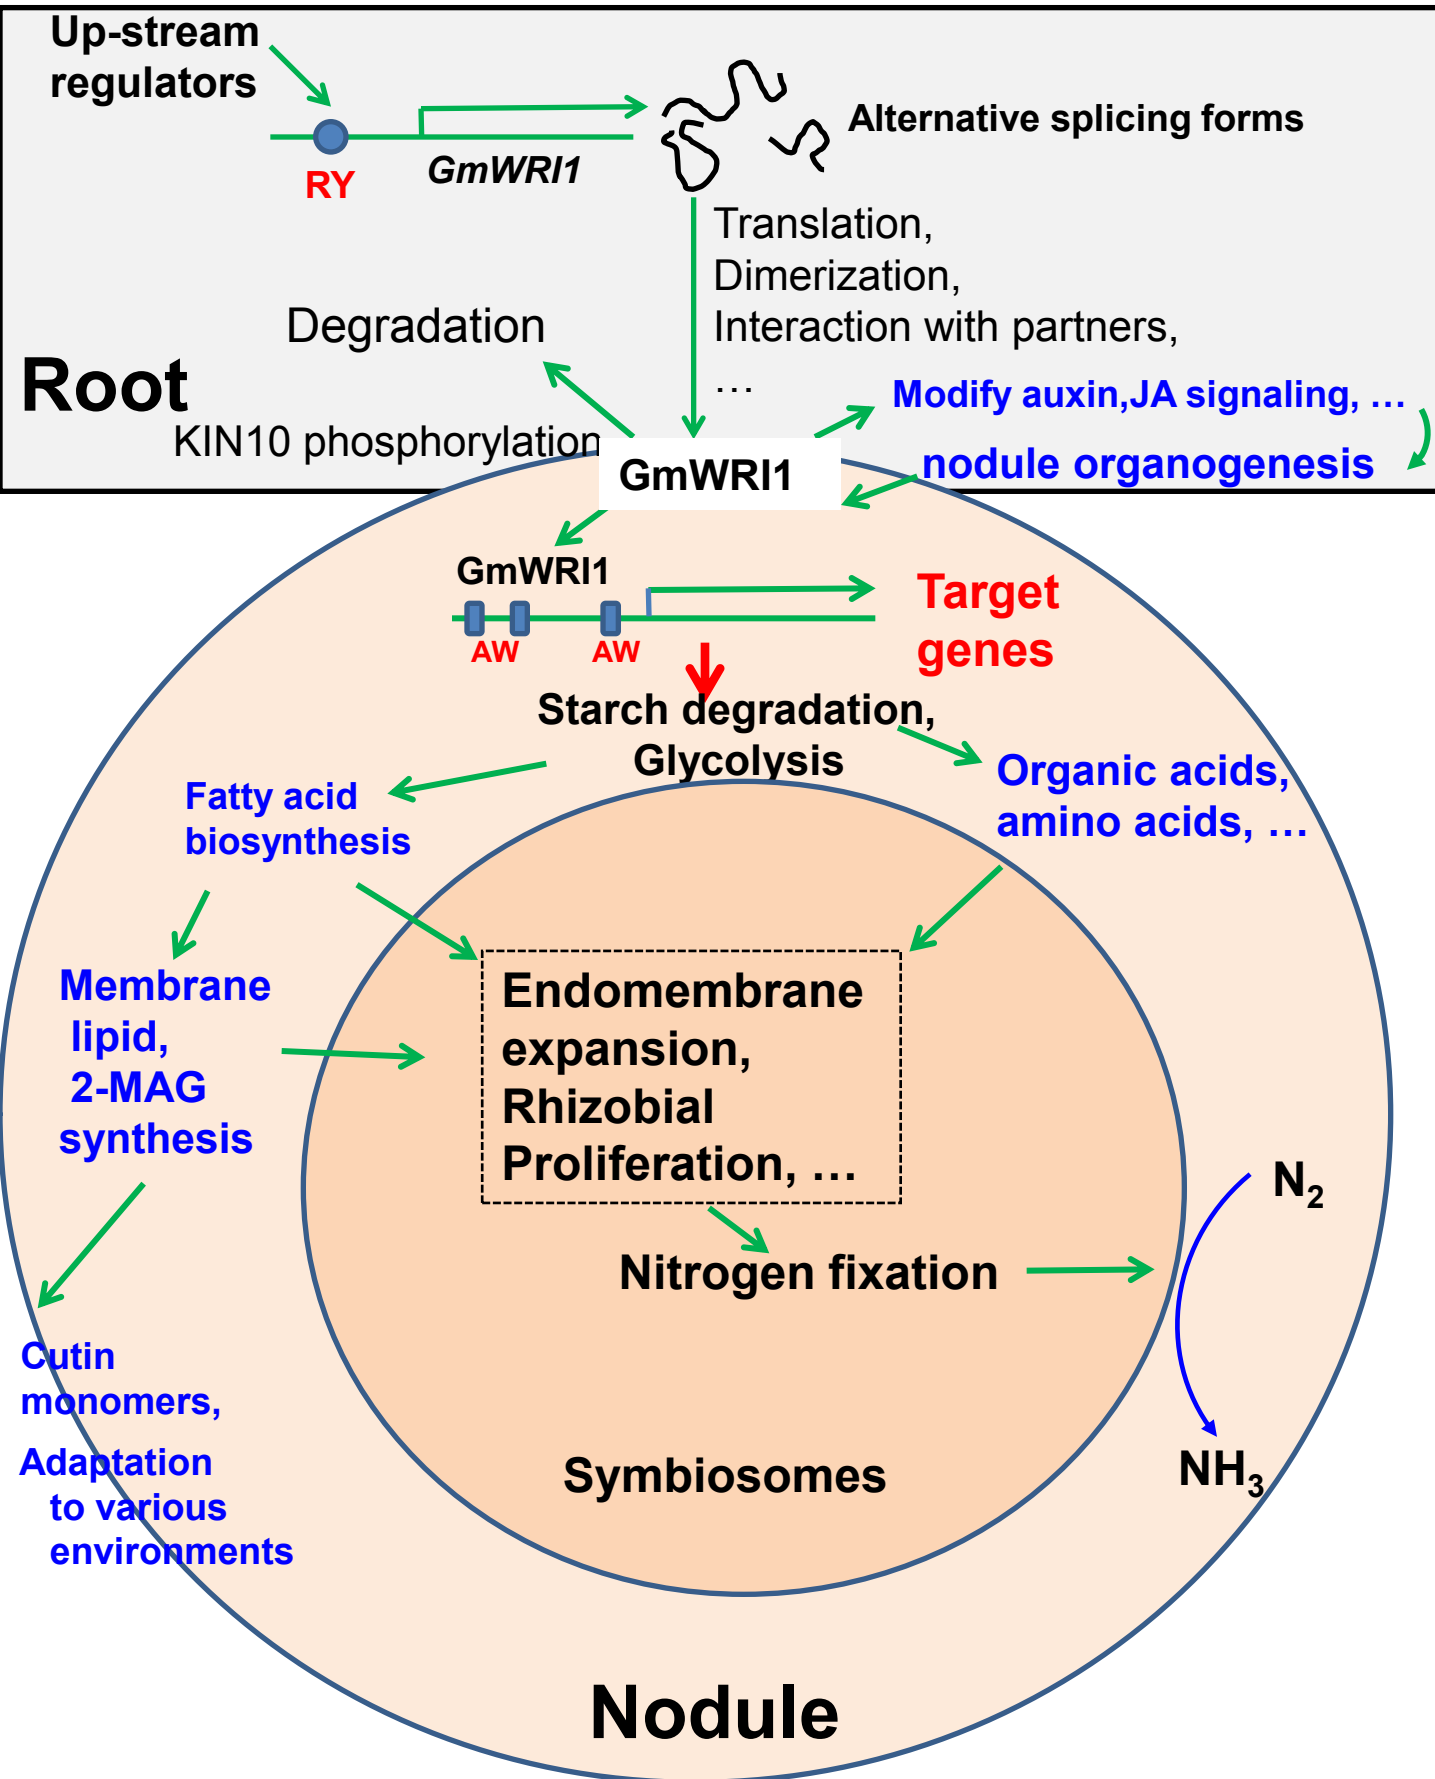 Up-stream
regulators
Alternative splicing forms
RY
GmWRI1
Translation,
Dimerization,
Interaction with partners,
…
Degradation
Root
KIN10 phosphorylation
Modify auxin,JA signaling, …
nodule organogenesis
GmWRI1
GmWRI1
AW
AW
Target
genes
Starch degradation,
Glycolysis
Fatty acid
biosynthesis
Organic acids,
amino acids, …
Membrane
lipid,
2-MAG
synthesis
Endomembrane
expansion,
Rhizobial
Proliferation, …
Nitrogen fixation
N₂
NH₃
Cutin
monomers,
Adaptation
to various
environments
Symbiosomes
Nodule